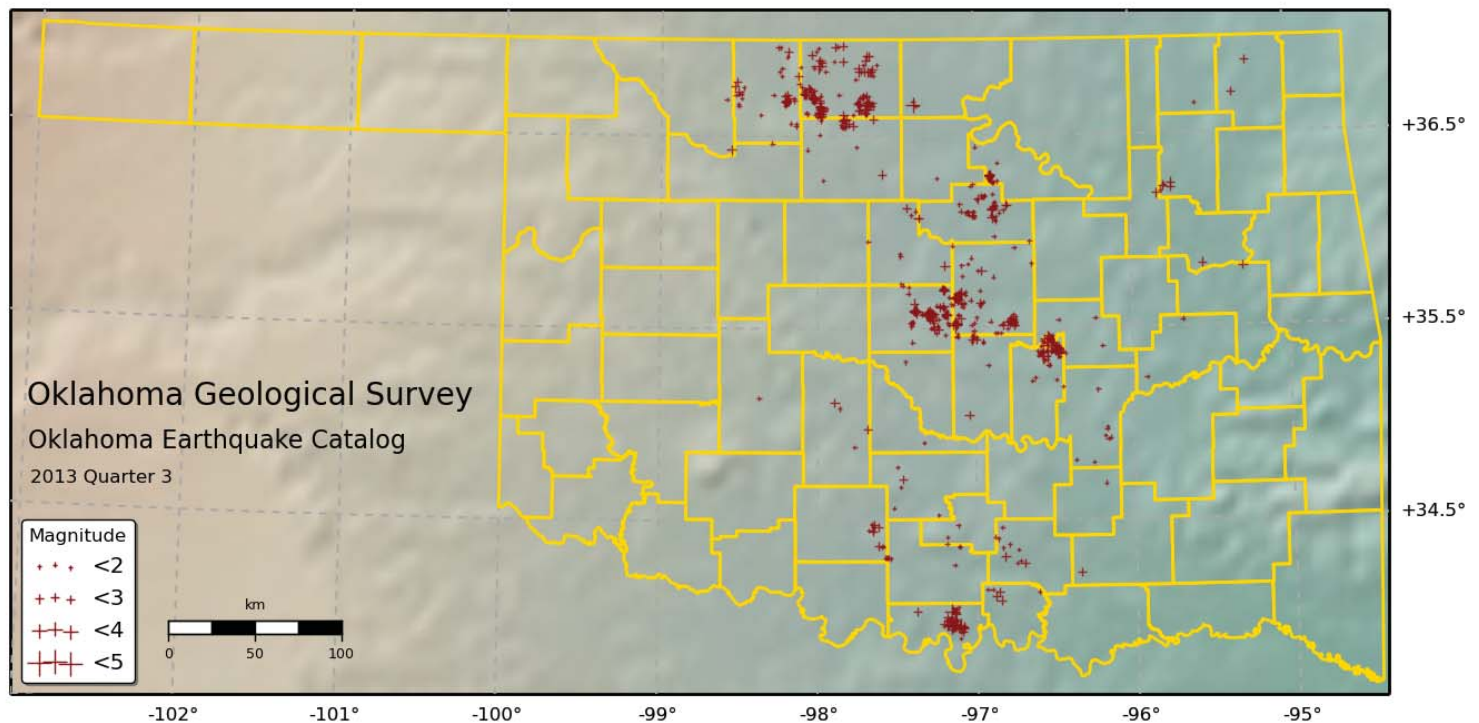 +36.5°
+35.5°
Oklahoma Geological Survey
Oklahoma Earthquake Catalog
2013 Quarter 3
+34.5°
Magnitude
<2
<3
<4
<5
km
0 50 100
-102° -101° -100° -99° -98° -97° -96° -95°